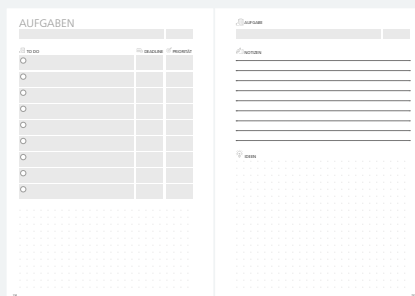 AUFGABEN
TO DO
DEADLINE
PRIORITÄT
AUFGABE
NOTIZEN
IDEEN